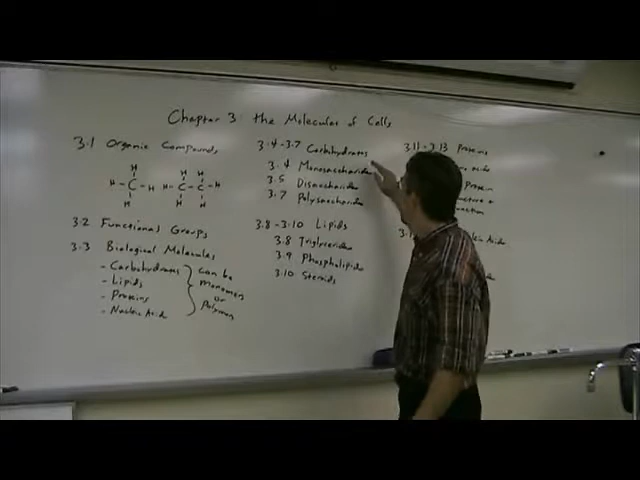 Chapter 3: the Molecules of Cells
3.1 Organic Compounds
H
H-C-H
H
H H
H-C-C-H
H H
3.2 Functional Groups
3.3 Biological Molecules
- Carbohydrates
- Lipids
- Proteins
- Nucleic Acids
can be
monomers
or
Polymers
3.4-3.7 Carbohydrates
3.4 Monosaccharides
3.5 Disaccharides
3.7 Polysaccharides
3.8-3.10 Lipids
3.8 Triglycerides
3.9 Phospholipids
3.10 Steroids
3.11-3.13 Proteins
Protein